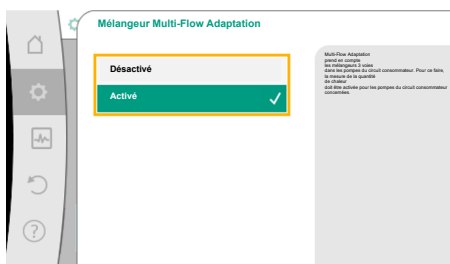 Mélangeur Multi-Flow Adaptation
Désactivé
Activé
Multi-Flow Adaptation
prend en compte
les mélangeurs 3 voies
dans les pompes du circuit consommateur. Pour ce faire,
la mesure de la quantité
de chaleur
doit être activée pour les pompes du circuit consommateur
concernées.
?